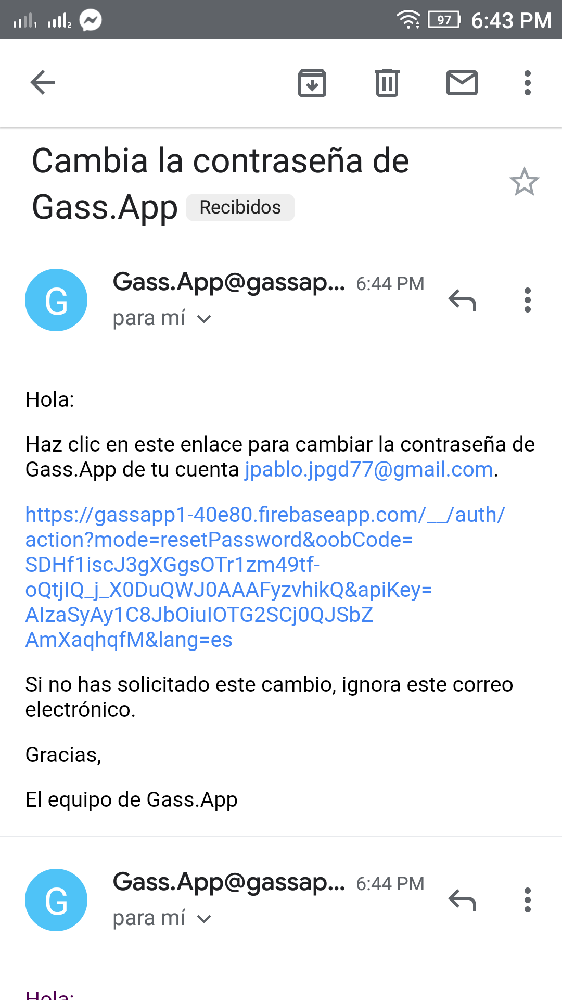 1 2 97 6:43 PM
Cambia la contraseña de
Gass.App Recibidos
G Gass.App@gassap... 6:44 PM
para mí
Hola:
Haz clic en este enlace para cambiar la contraseña de
Gass.App de tu cuenta jpablo.jpgd77@gmail.com.
https://gassapp1-40e80.firebaseapp.com/__/auth/
action?mode=resetPassword&oobCode=
SDHf1iscJ3gXGgsOTr1zm49tf-
oQtjIQ_j_X0DuQWJ0AAAFyzvhikQ&apiKey=
AIzaSyAy1C8JbOiuIOTG2SCj0QJSbZ
AmXaqhqfM&lang=es
Si no has solicitado este cambio, ignora este correo
electrónico.
Gracias,
El equipo de Gass.App
G Gass.App@gassap... 6:44 PM
para mí
Hola: